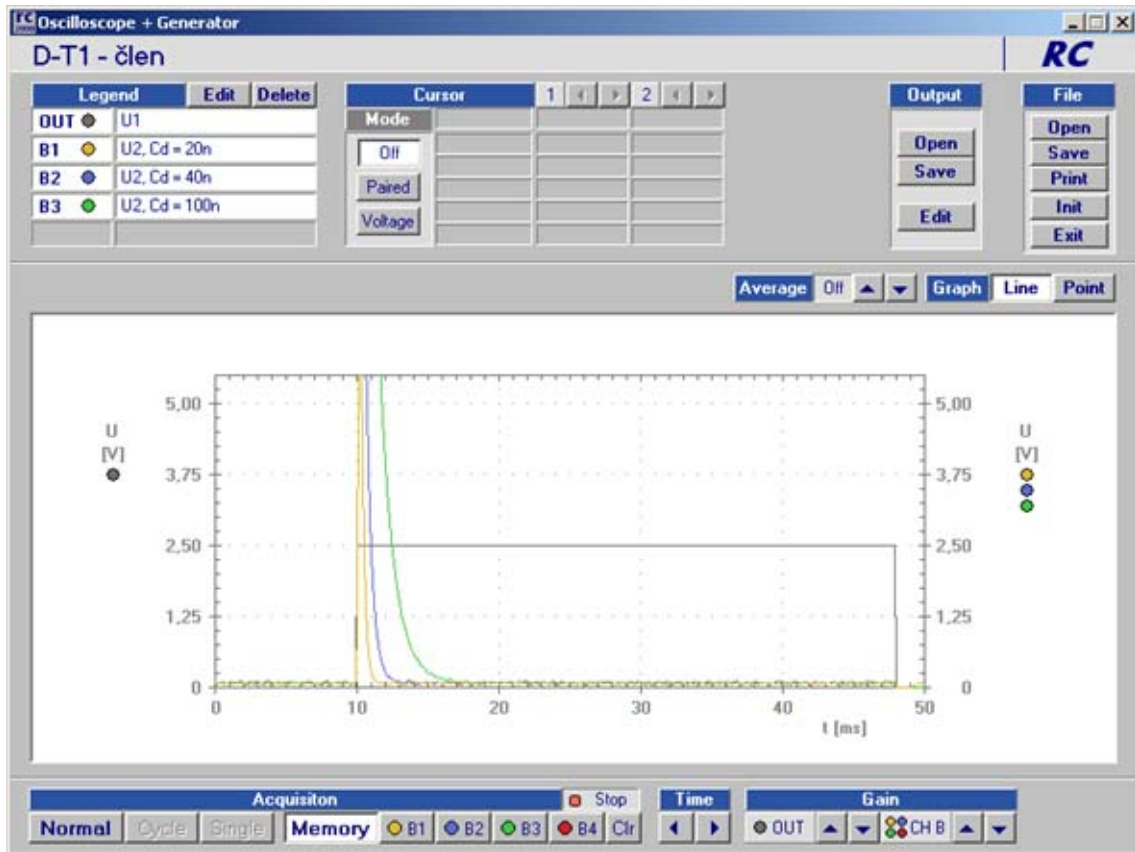 RC Oscilloscope + Generator
D-T1 - člen RC
Legend Edit Delete Cursor 1 2 Output File
OUT U1 Mode Open
B1 U2, Cd = 20n Off Open Save
B2 U2, Cd = 40n Paired Save Print
B3 U2, Cd = 100n Voltage Edit Init
Exit
Average Off Graph Line Point
5,00 5,00
U U
[V] [V]
3,75 3,75
2,50 2,50
1,25 1,25
0 0
0 10 20 30 40 50
t [ms]
Acquisiton Stop Time Gain
Normal Cycle Single Memory B1 B2 B3 B4 Clr OUT CH B